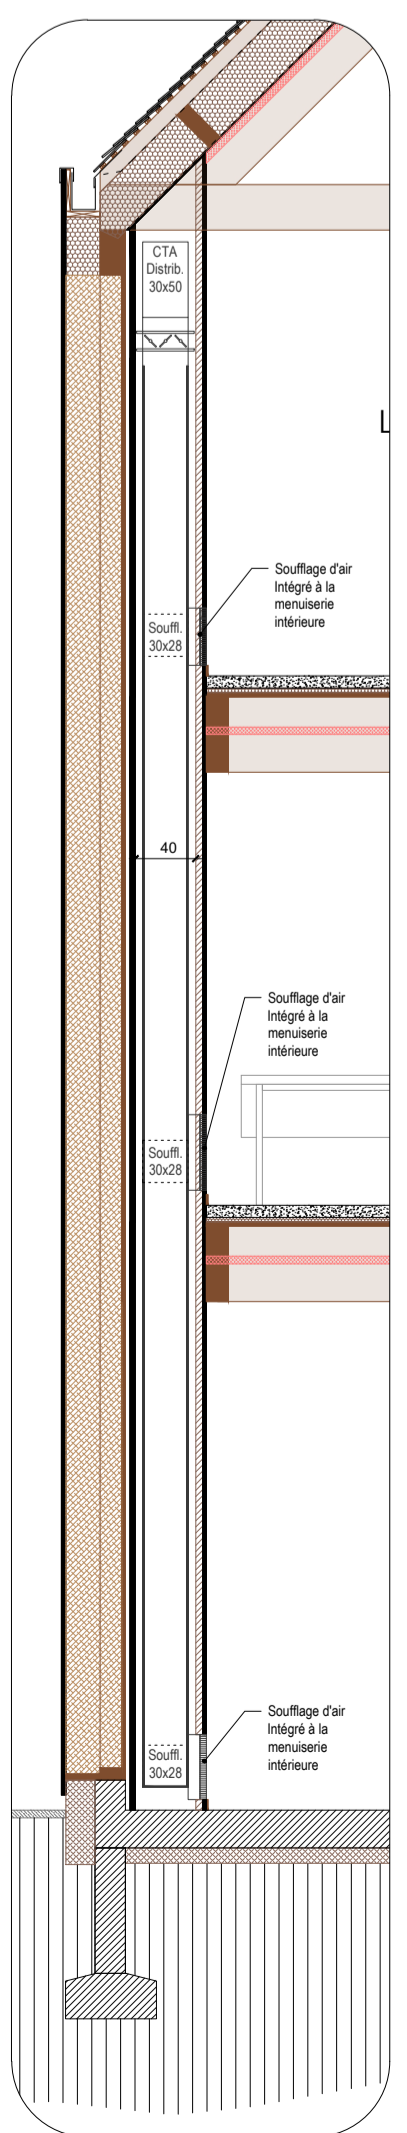 CTA
Distrib.
30x50
L
Soufflage d'air
Intégré à la
menuiserie
intérieure
Souffl.
30x28
40
Soufflage d'air
Intégré à la
menuiserie
intérieure
Souffl.
30x28
Soufflage d'air
Intégré à la
menuiserie
intérieure
Souffl.
30x28